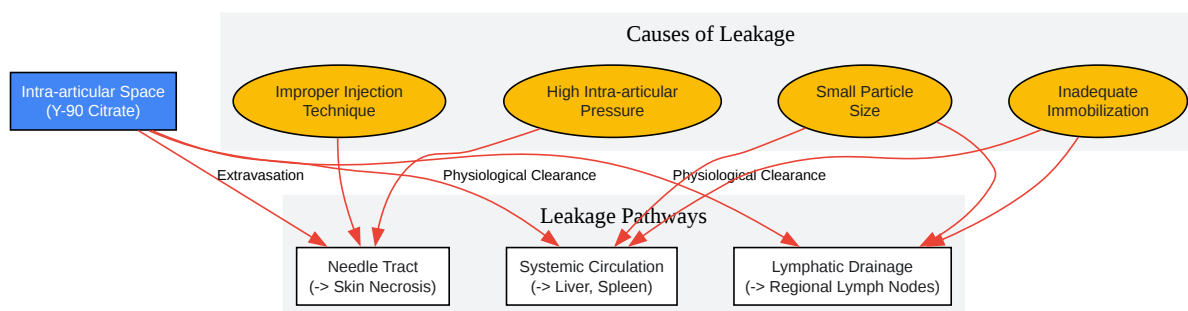 Causes of Leakage
Intra-articular Space
(Y-90 Citrate)
Improper Injection
Technique
High Intra-articular
Pressure
Small Particle
Size
Inadequate
Immobilization
Extravasation
Physiological Clearance
Physiological Clearance
Leakage Pathways
Needle Tract
(-> Skin Necrosis)
Systemic Circulation
(-> Liver, Spleen)
Lymphatic Drainage
(-> Regional Lymph Nodes)